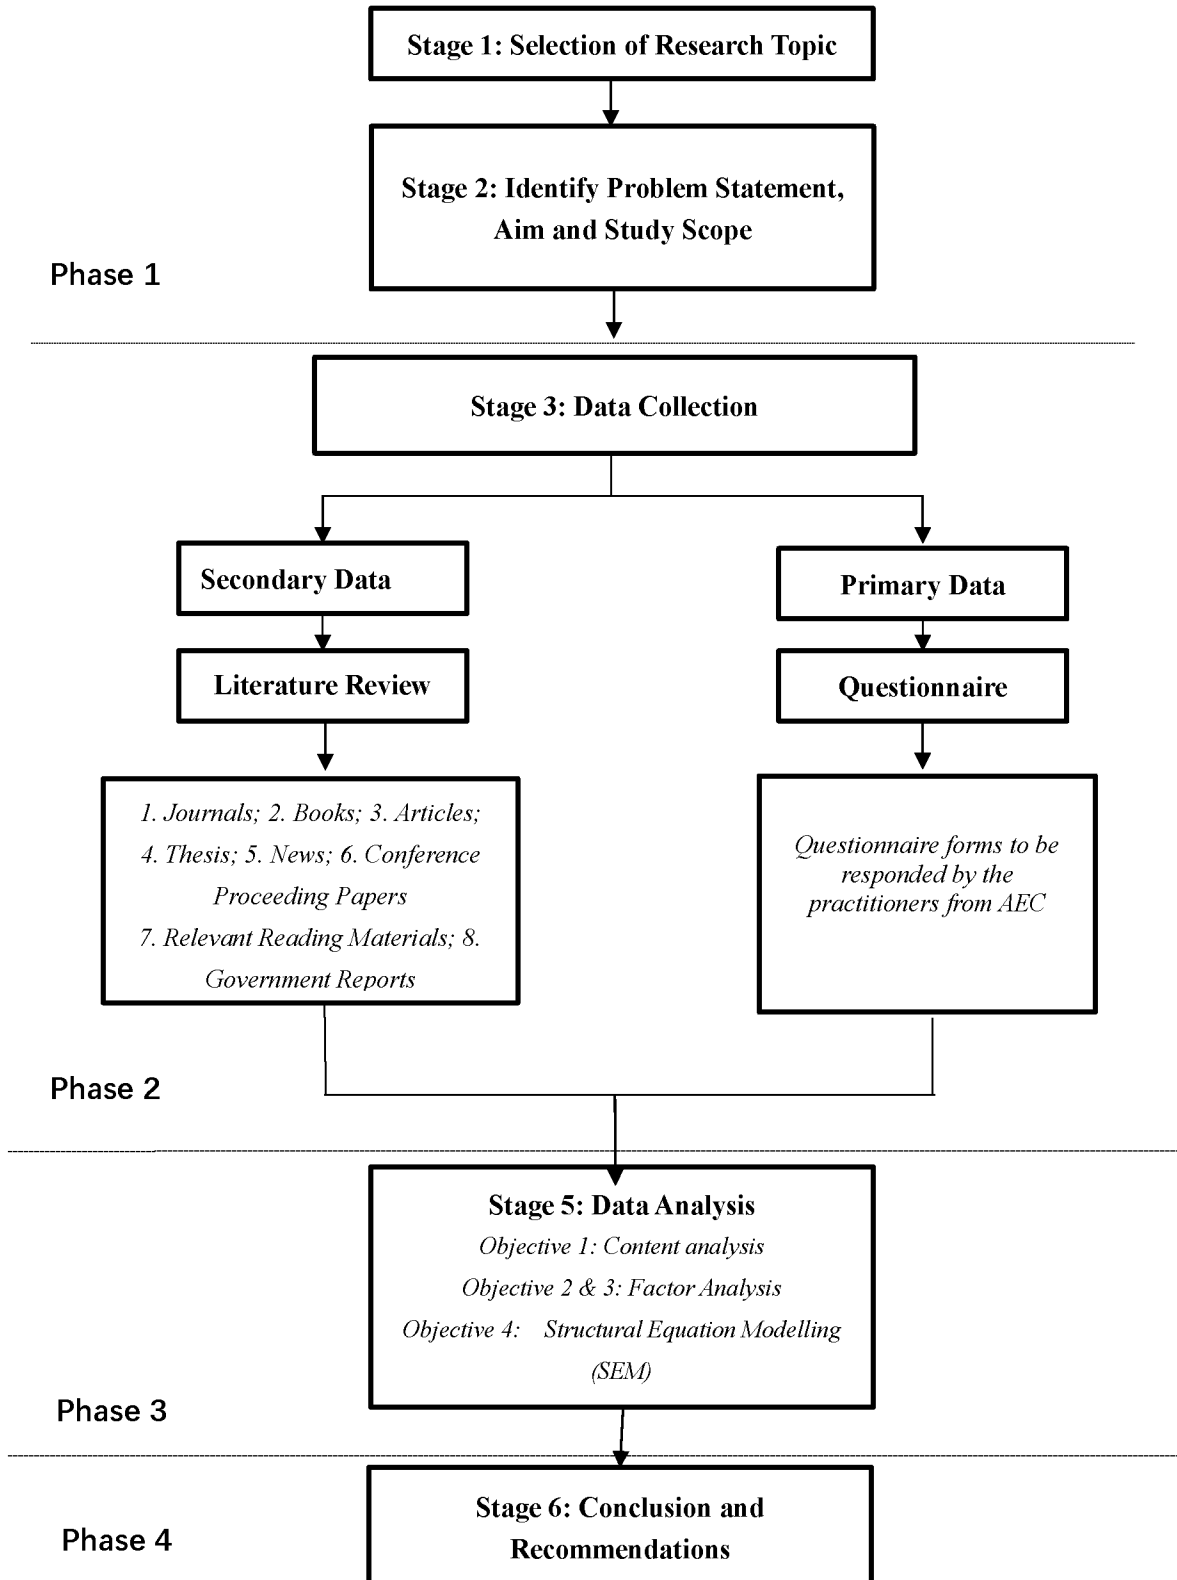 Stage 1: Selection of Research Topic
Stage 2: Identify Problem Statement,
Aim and Study Scope
Phase 1
Stage 3: Data Collection
Secondary Data
Primary Data
Literature Review
Questionnaire
1. Journals; 2. Books; 3. Articles;
4. Thesis; 5. News; 6. Conference
Proceeding Papers
7. Relevant Reading Materials; 8.
Government Reports
Questionnaire forms to be
responded by the
practitioners from AEC
Phase 2
Stage 5: Data Analysis
Objective 1: Content analysis
Objective 2 & 3: Factor Analysis
Objective 4: Structural Equation Modelling
(SEM)
Phase 3
Stage 6: Conclusion and
Recommendations
Phase 4